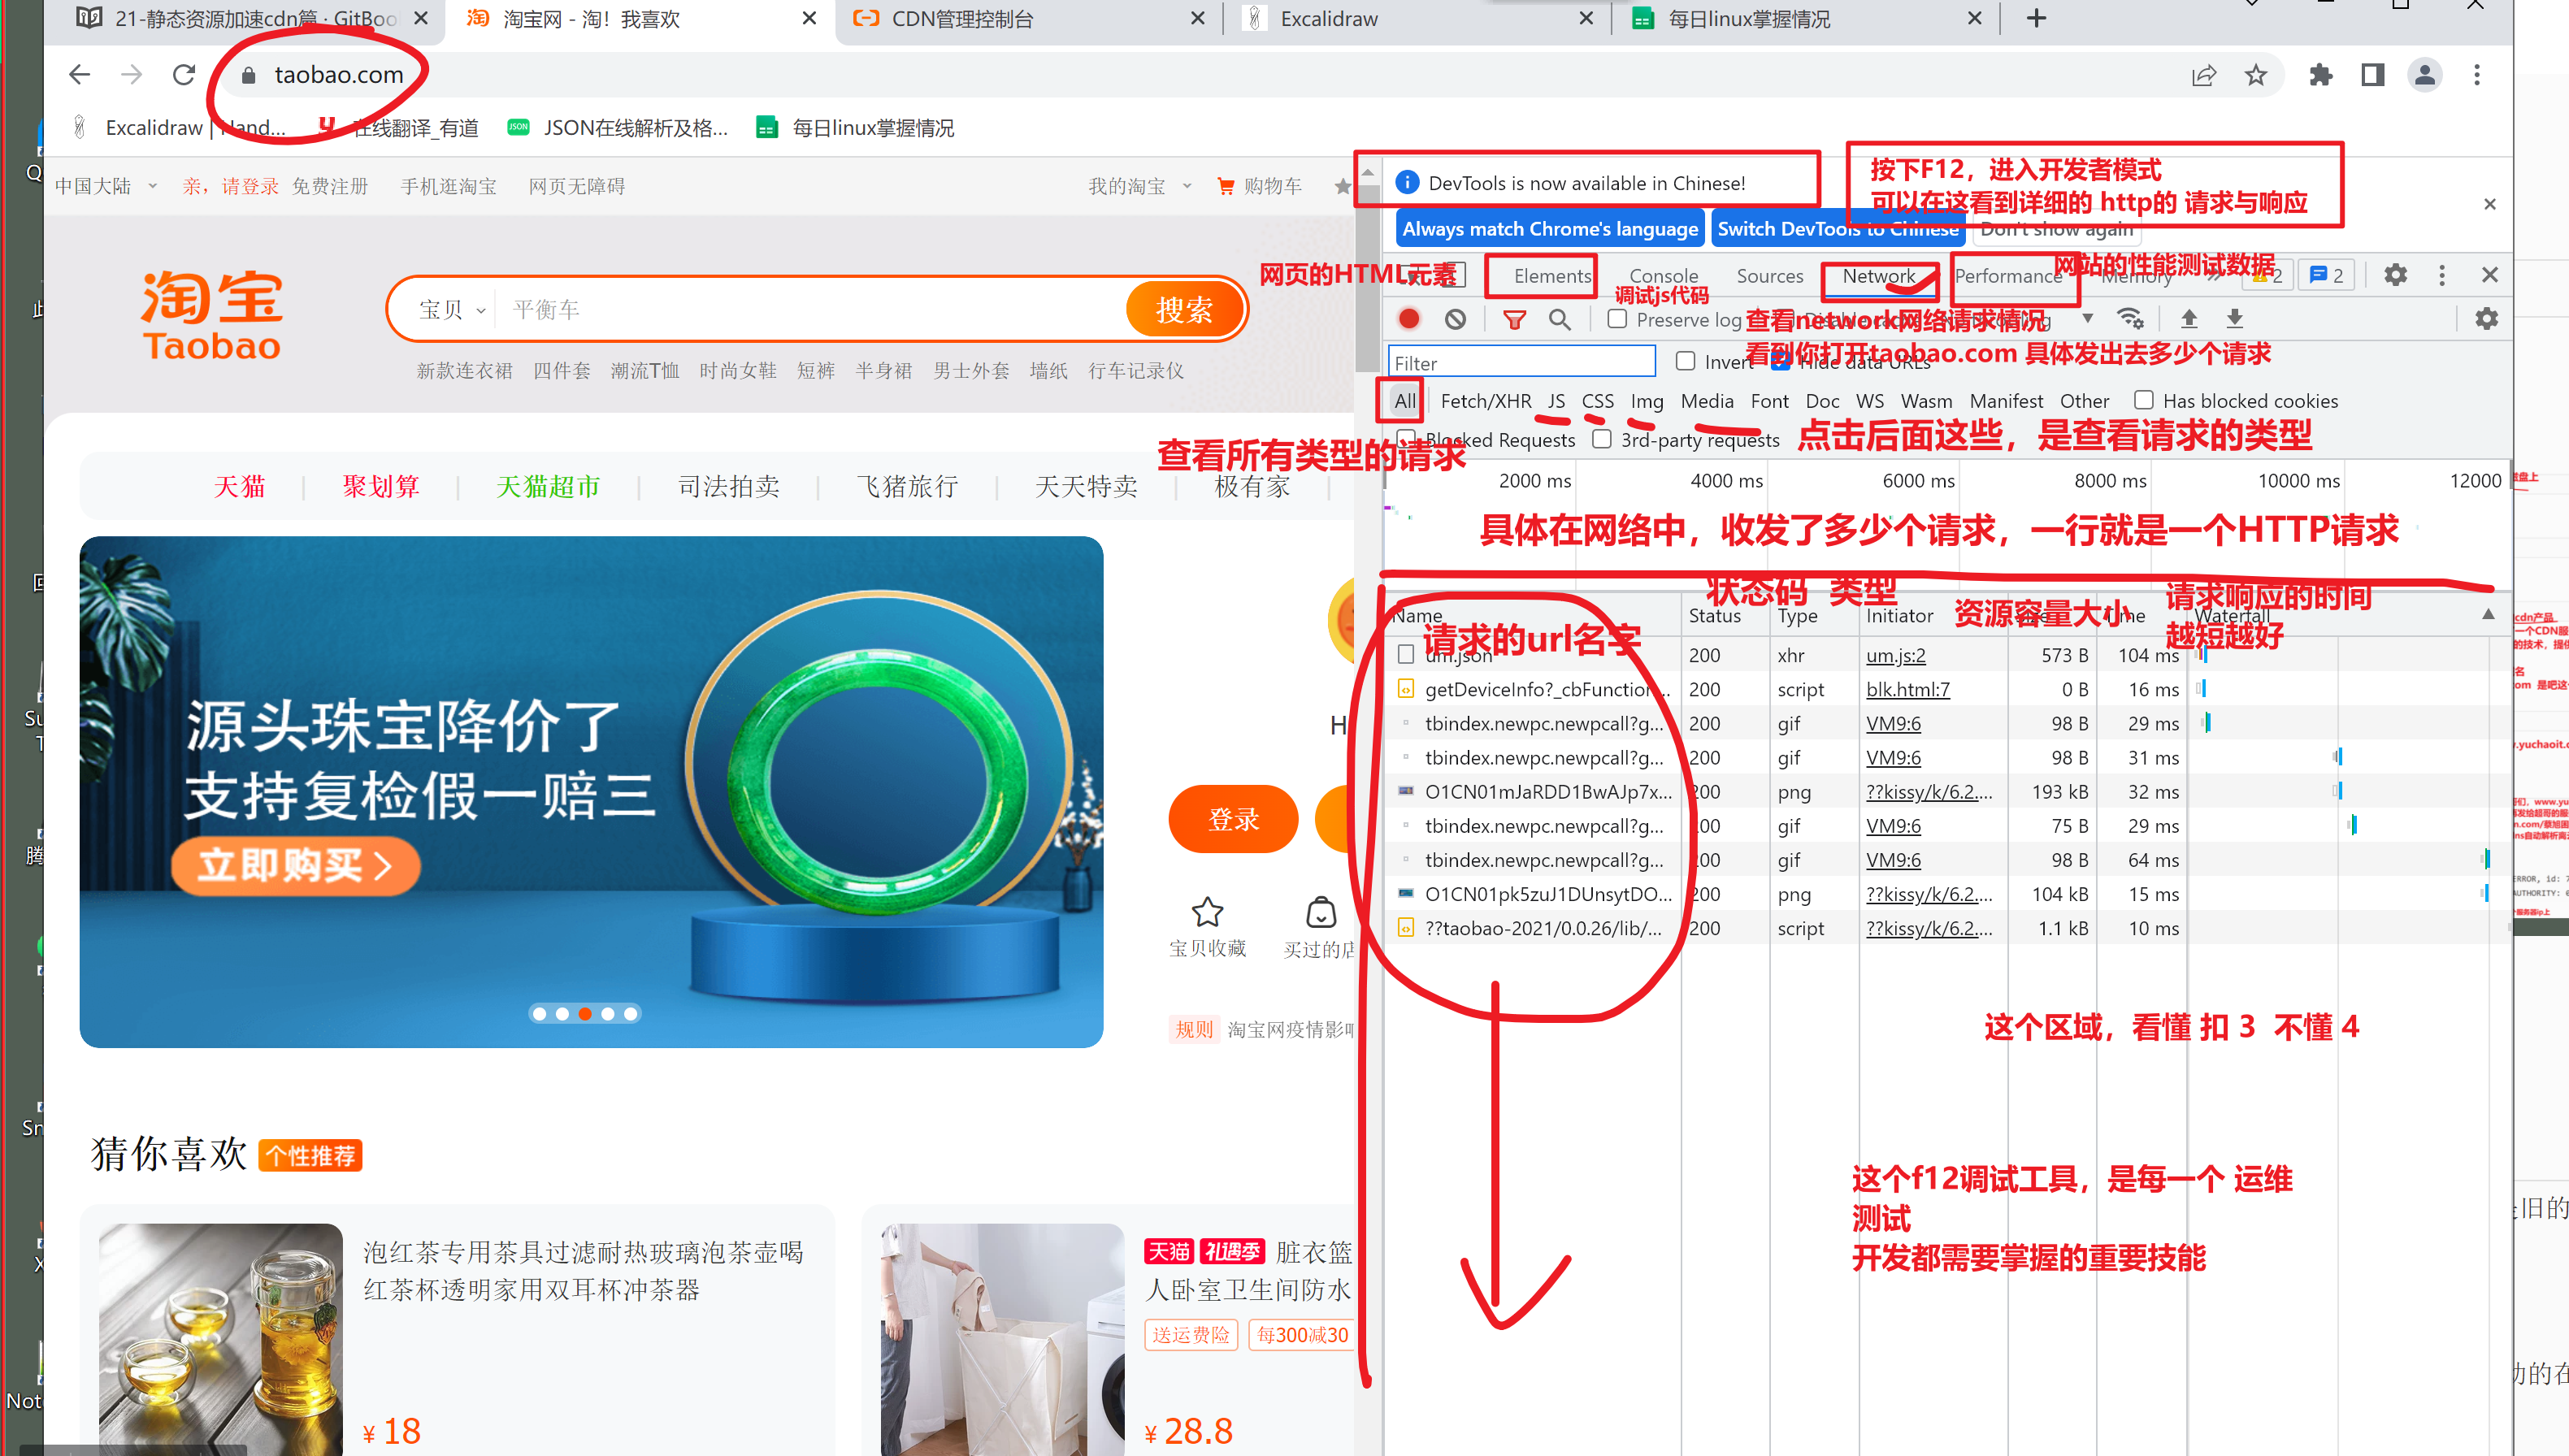 21-静态资源加速cdn篇 · GitBoo
淘宝网 - 淘！我喜欢
CDN管理控制台
Excalidraw
每日linux掌握情况
taobao.com
Excalidraw | Hand...
在线翻译_有道
JSON在线解析及格...
每日linux掌握情况
中国大陆
亲，请登录
免费注册
手机逛淘宝
网页无障碍
我的淘宝
购物车
DevTools is now available in Chinese!
按下F12，进入开发者模式
可以在这看到详细的 http的 请求与响应
Always match Chrome's language
Switch DevTools to Chinese
Don't show again
淘宝
Taobao
宝贝
平衡车
搜索
新款连衣裙 四件套 潮流T恤 时尚女鞋 短裤 半身裙 男士外套 墙纸 行车记录仪
网页的HTML元素
Elements
Console
Sources
Network
Performance
Memory
2
2
网站的性能测试数据
调试js代码
Preserve log
查看network网络请求情况
看到你打开taobao.com 具体发出去多少个请求
Filter
Invert
Hide data URLs
All
Fetch/XHR JS CSS Img Media Font Doc WS Wasm Manifest Other
Has blocked cookies
Blocked Requests
3rd-party requests
点击后面这些，是查看请求的类型
查看所有类型的请求
天猫
聚划算
天猫超市
司法拍卖
飞猪旅行
天天特卖
极有家
2000 ms
4000 ms
6000 ms
8000 ms
10000 ms
12000
具体在网络中，收发了多少个请求，一行就是一个HTTP请求
状态码 类型
资源容量大小
请求响应的时间
越短越好
请求的url名字
Name
Status
Type
Initiator
Waterfall
um.json 200 xhr um.js:2 573 B 104 ms
getDeviceInfo?_cbFunction... 200 script blk.html:7 0 B 16 ms
tbindex.newpc.newpcall?g... 200 gif VM9:6 98 B 29 ms
tbindex.newpc.newpcall?g... 200 gif VM9:6 98 B 31 ms
O1CN01mJaRDD1BwAJp7x... 200 png ??kissy/k/6.2.... 193 kB 32 ms
tbindex.newpc.newpcall?g... 200 gif VM9:6 75 B 29 ms
tbindex.newpc.newpcall?g... 200 gif VM9:6 98 B 64 ms
O1CN01pk5zuJ1DUnsytDO... 200 png ??kissy/k/6.2.... 104 kB 15 ms
??taobao-2021/0.0.26/lib/... 200 script ??kissy/k/6.2.... 1.1 kB 10 ms
源头珠宝降价了
支持复检假一赔三
立即购买
H
登录
宝贝收藏
买过的店
规则
淘宝网疫情影响
这个区域，看懂 扣 3 不懂 4
这个f12调试工具，是每一个 运维
测试
开发都需要掌握的重要技能
猜你喜欢
个性推荐
泡红茶专用茶具过滤耐热玻璃泡茶壶喝
红茶杯透明家用双耳杯冲茶器
¥ 18
天猫
礼遇季
脏衣篮
人卧室卫生间防水
送运费险
每300减30
¥ 28.8